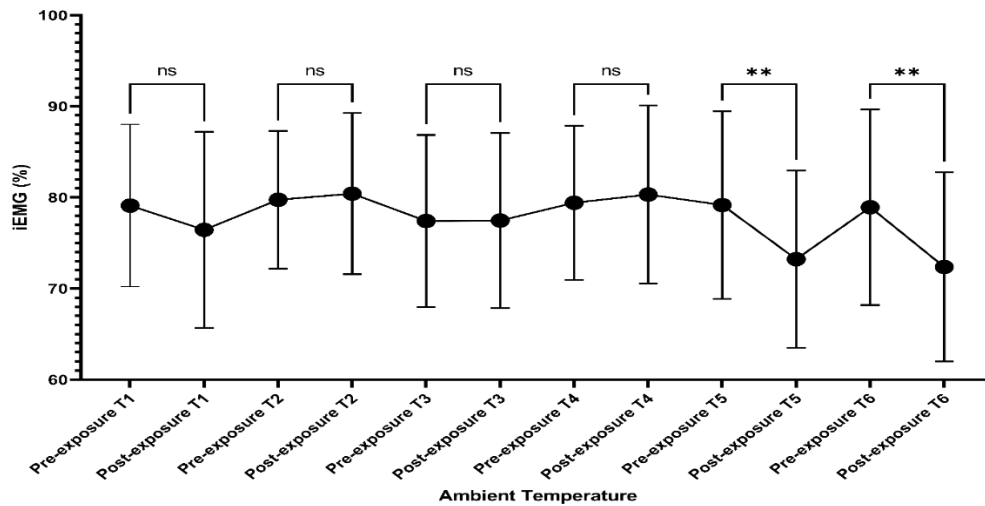 100
90
80
70
60
iEMG (%)
ns
ns
ns
ns
**
**
Pre-exposure T1
Post-exposure T1
Pre-exposure T2
Post-exposure T2
Pre-exposure T3
Post-exposure T3
Pre-exposure T4
Post-exposure T4
Pre-exposure T5
Post-exposure T5
Pre-exposure T6
Post-exposure T6
Ambient Temperature